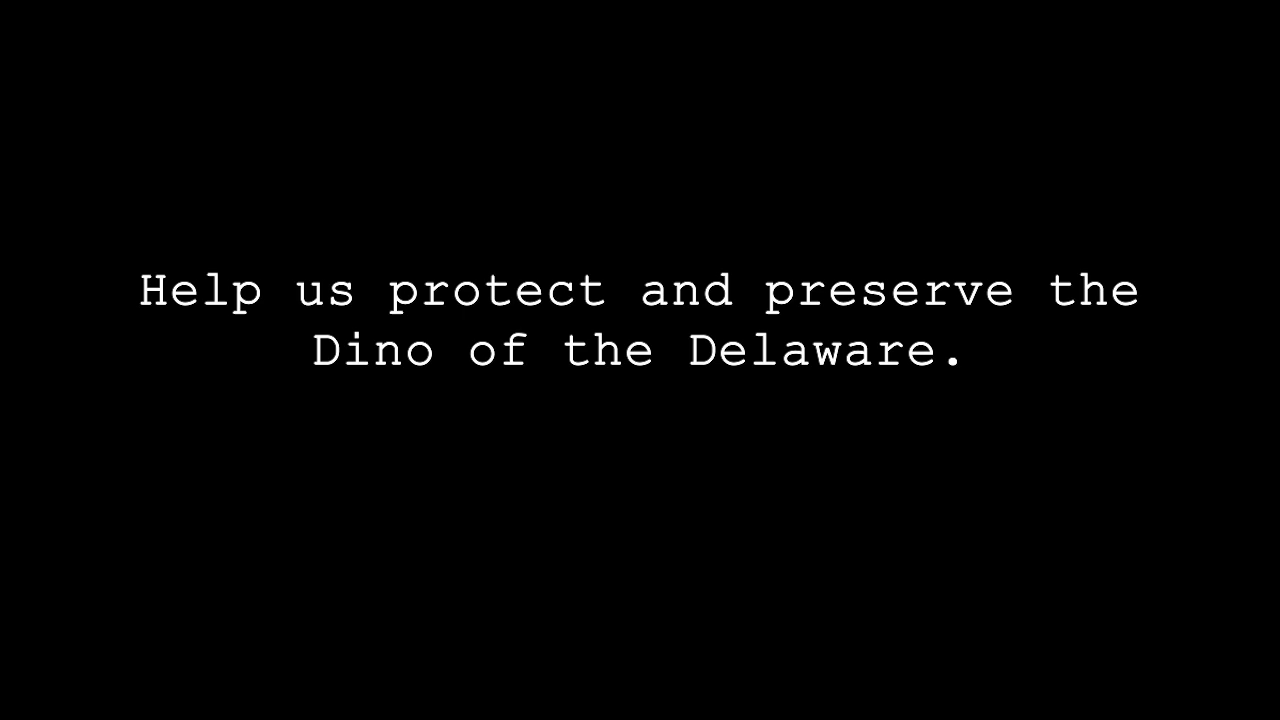 Help us protect and preserve the
Dino of the Delaware.